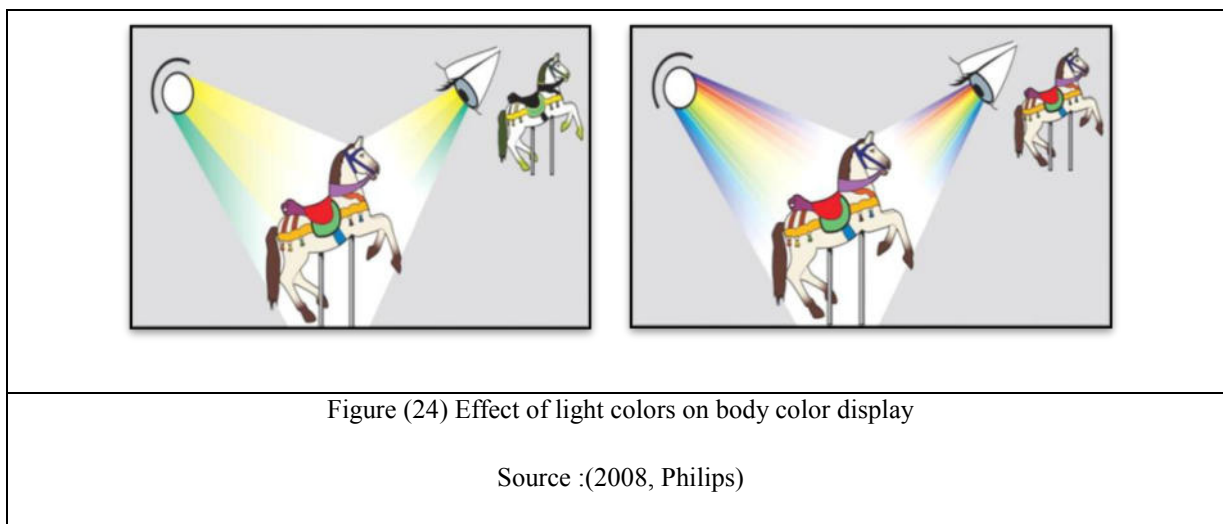 Figure (24) Effect of light colors on body color display
Source :(2008, Philips)